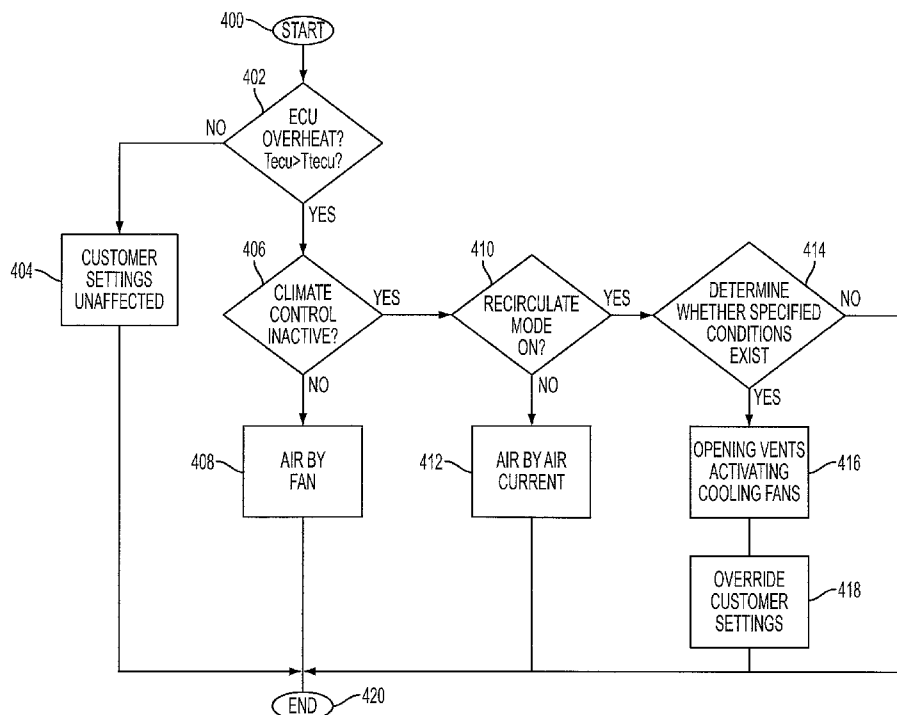 400
START
402
ECU
OVERHEAT?
Tecu>Ttecu?
NO
YES
404
CUSTOMER
SETTINGS
UNAFFECTED
406
CLIMATE
CONTROL
INACTIVE?
YES
NO
410
RECIRCULATE
MODE
ON?
YES
NO
414
DETERMINE
WHETHER SPECIFIED
CONDITIONS
EXIST
NO
YES
408
AIR BY
FAN
412
AIR BY AIR
CURRENT
OPENING VENTS
ACTIVATING
COOLING FANS
416
OVERRIDE
CUSTOMER
SETTINGS
418
END
420